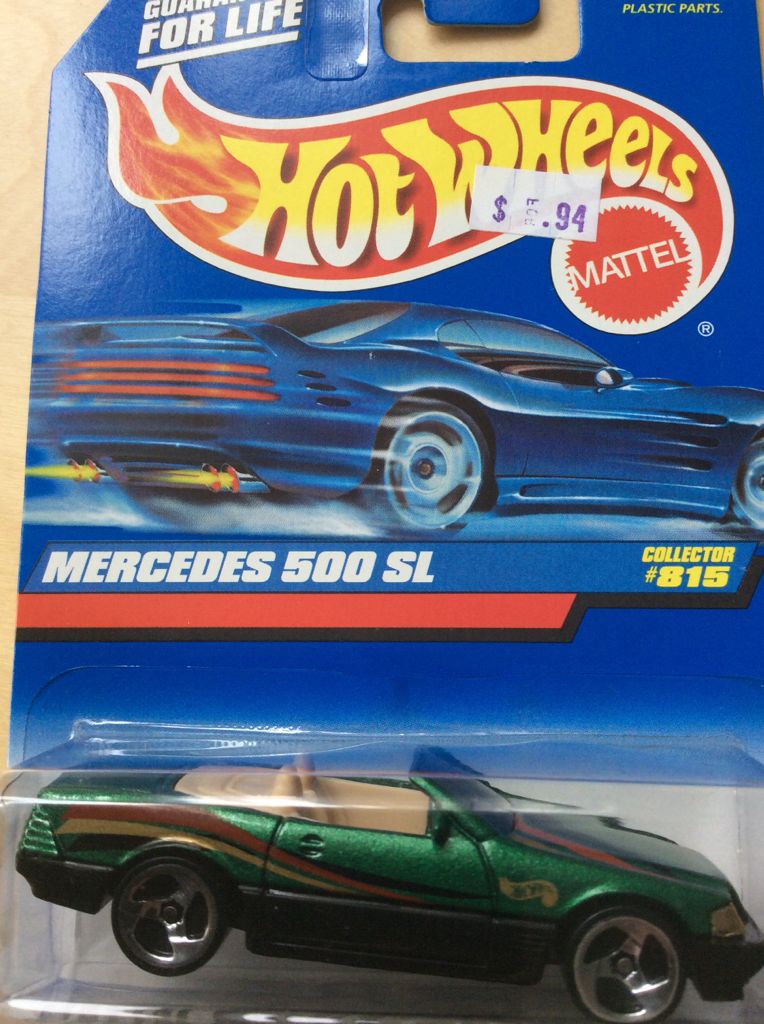 FOR LIFE
PLASTIC PARTS.
HOT WHEELS
$ .94
MATTEL
®
MERCEDES 500 SL
COLLECTOR
#815